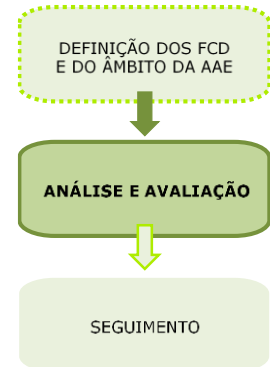 DEFINIÇÃO DOS FCD
E DO ÂMBITO DA AAE
ANÁLISE E AVALIAÇÃO
SEGUIMENTO